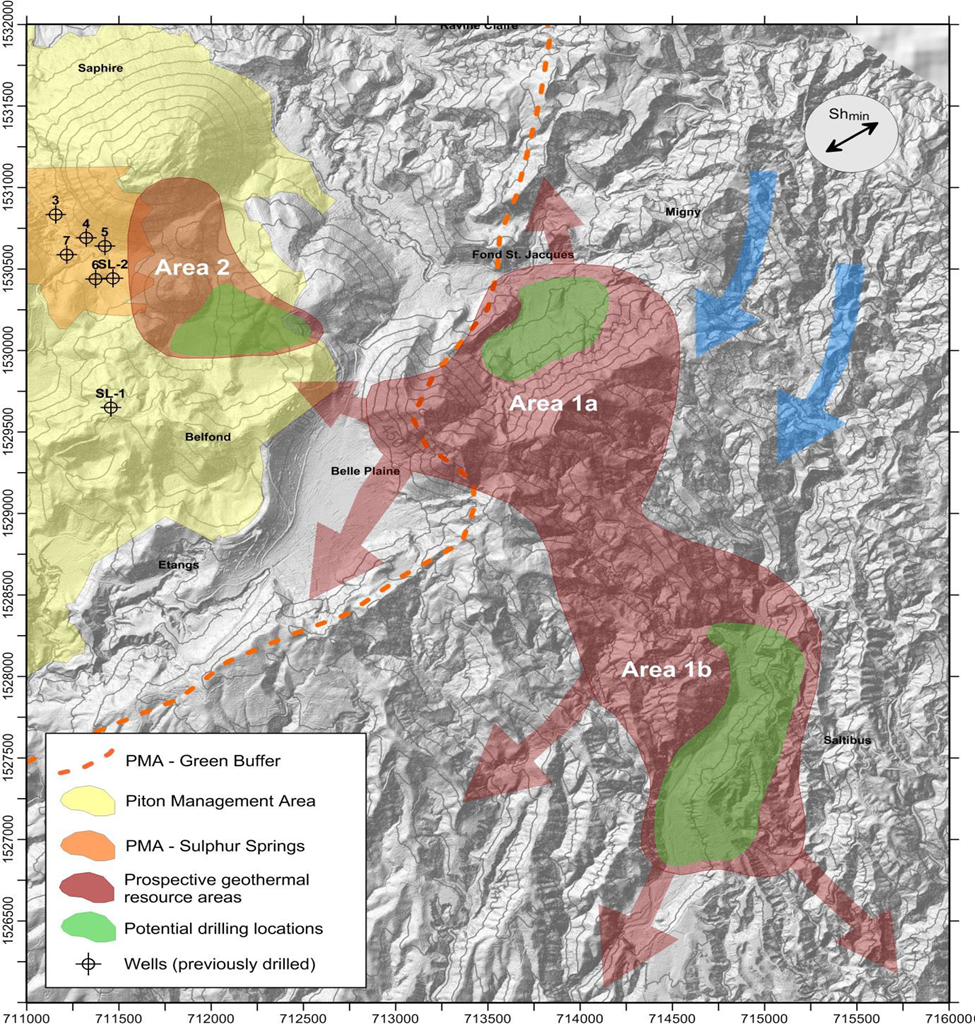 Ravine Claire
Saphire
Shmin
3
4
7
5
6
SL-2
Migny
Fond St. Jacques
Area 2
SL-1
Area 1a
Belfond
Belle Plaine
Etangs
Area 1b
Saltibus
PMA - Green Buffer
Piton Management Area
PMA - Sulphur Springs
Prospective geothermal
resource areas
Potential drilling locations
Wells (previously drilled)
1532000
1531500
1531000
1530500
1530000
1529500
1529000
1528500
1528000
1527500
1527000
1526500
711000 711500 712000 712500 713000 713500 714000 714500 715000 715500 716000